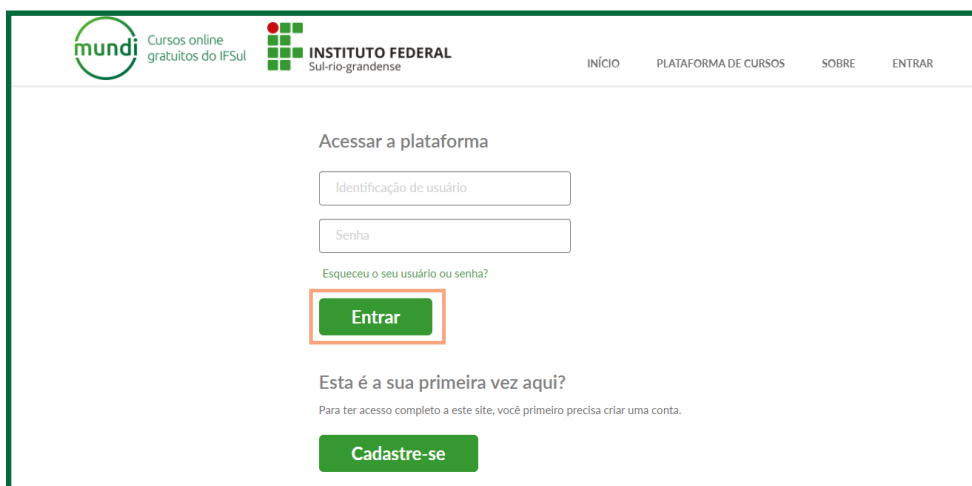 mundi
Cursos online
gratuitos do IFSul
INSTITUTO FEDERAL
Sul-rio-grandense
INÍCIO PLATAFORMA DE CURSOS SOBRE ENTRAR
Acessar a plataforma
Identificação de usuário
Senha
Esqueceu o seu usuário ou senha?
Entrar
Esta é a sua primeira vez aqui?
Para ter acesso completo a este site, você primeiro precisa criar uma conta.
Cadastre-se